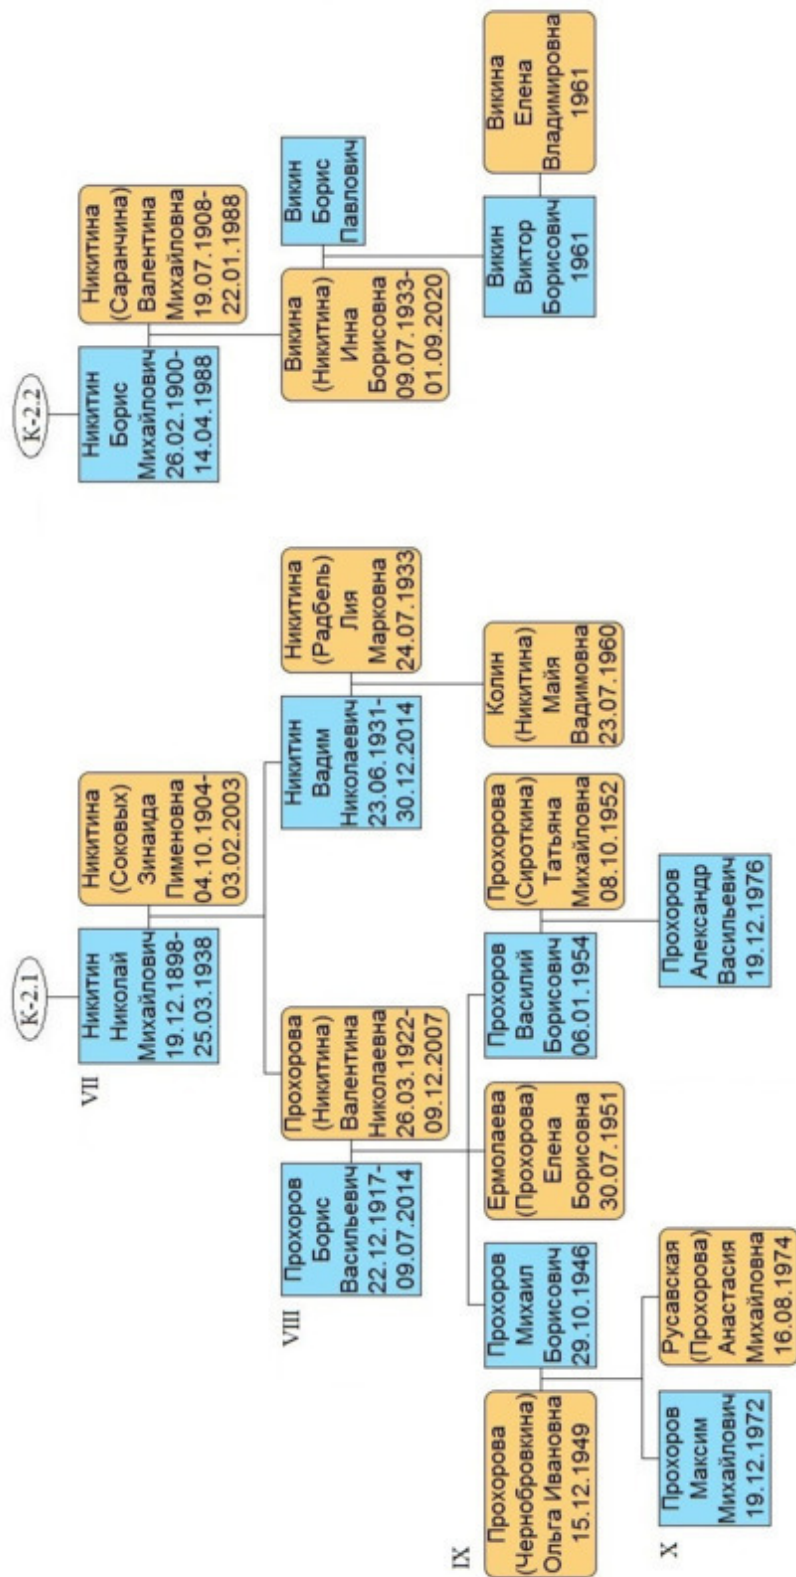 К-2.1
К-2.2
VII
Никитин
Николай
Михайлович
19.12.1898-
25.03.1938
Никитина
(Соковых)
Зинаида
Пименовна
04.10.1904-
03.02.2003
Никитин
Борис
Михайлович
26.02.1900-
14.04.1988
Никитина
(Саранчина)
Валентина
Михайловна
19.07.1908-
22.01.1988
VIII
Прохоров
Борис
Васильевич
22.12.1917-
09.07.2014
Прохорова
(Никитина)
Валентина
Николаевна
26.03.1922-
09.12.2007
Никитин
Вадим
Николаевич
23.06.1931-
30.12.2014
Никитина
(Радбель)
Лия
Марковна
24.07.1933
Викина
(Никитина)
Инна
Борисовна
09.07.1933-
01.09.2020
Викин
Борис
Павлович
IX
Прохорова
(Чернобровкина)
Ольга Ивановна
15.12.1949
Прохоров
Михаил
Борисович
29.10.1946
Ермолаева
(Прохорова)
Елена
Борисовна
30.07.1951
Прохоров
Василий
Борисович
06.01.1954
Прохорова
(Сироткина)
Татьяна
Михайловна
08.10.1952
Колин
(Никитина)
Майя
Вадимовна
23.07.1960
Викин
Виктор
Борисович
1961
Викина
Елена
Владимировна
1961
X
Прохоров
Максим
Михайлович
19.12.1972
Русавская
(Прохорова)
Анастасия
Михайловна
16.08.1974
Прохоров
Александр
Васильевич
19.12.1976